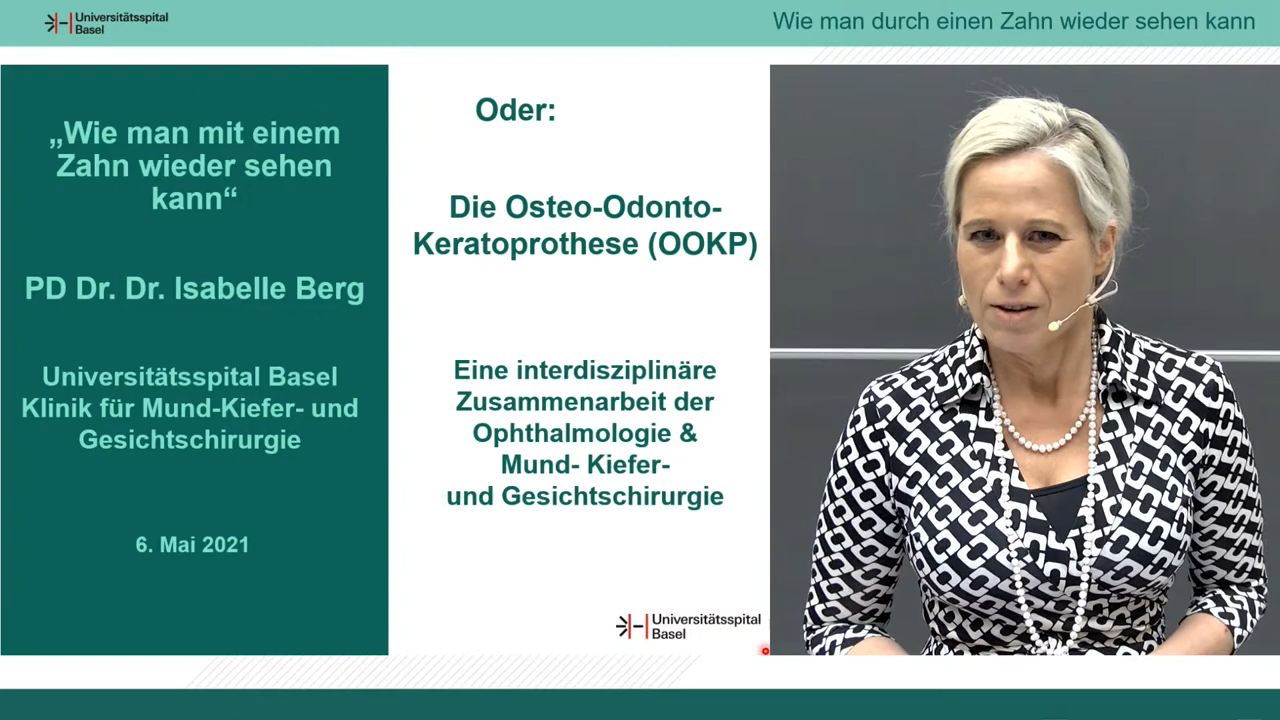 Universitätsspital
Basel
Wie man durch einen Zahn wieder sehen kann
„Wie man mit einem
Zahn wieder sehen
kann“
PD Dr. Dr. Isabelle Berg
Universitätsspital Basel
Klinik für Mund-Kiefer- und
Gesichtschirurgie
6. Mai 2021
Oder:
Die Osteo-Odonto-
Keratoprothese (OOKP)
Eine interdisziplinäre
Zusammenarbeit der
Ophthalmologie &
Mund- Kiefer-
und Gesichtschirurgie
Universitätsspital
Basel